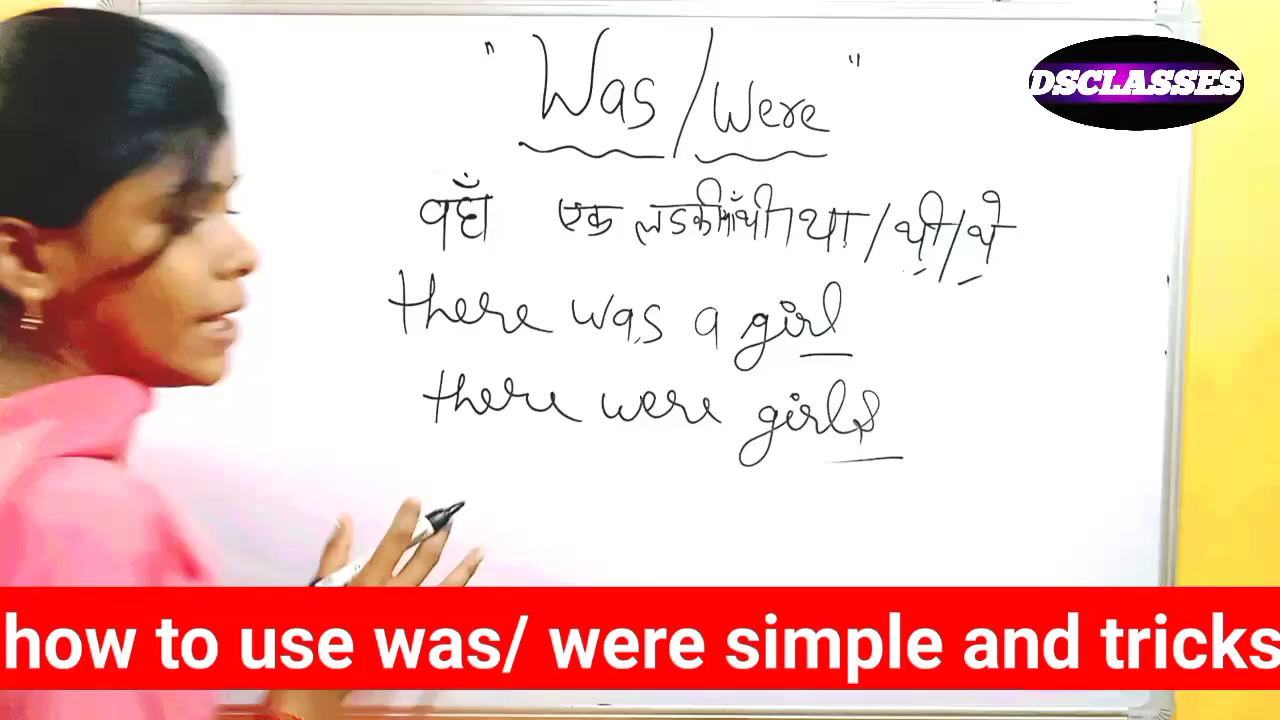 " Was/Were "
DSCLASSES
वहाँ एक लडकीयाँ थी। था/थी/थे
there was a girl
there were girls
how to use was/ were simple and tricks